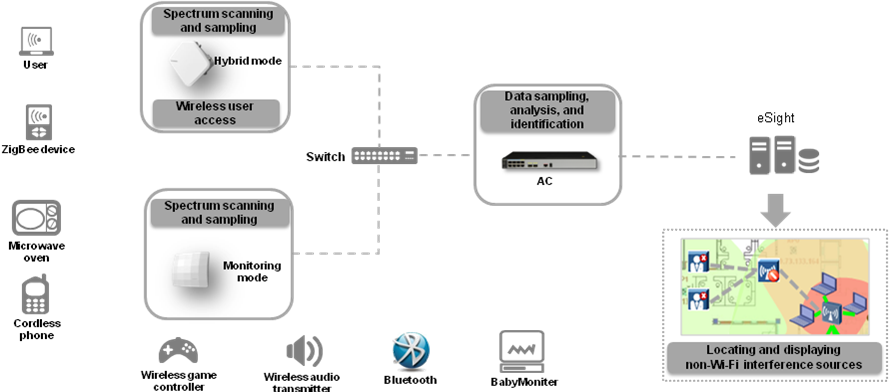 User
ZigBee device
Microwave
oven
Cordless
phone
Spectrum scanning
and sampling
Hybrid mode
Wireless user
access
Spectrum scanning
and sampling
Monitoring
mode
Switch
Data sampling,
analysis, and
identification
AC
eSight
Locating and displaying
non-Wi-Fi interference sources
Wireless game
controller
Wireless audio
transmitter
Bluetooth
BabyMoniter